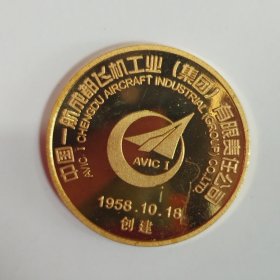 中国一航成都飞机工业（集团）有限责任公司
AVIC I CHENGDU AIRCRAFT INDUSTRIAL (GROUP) CO.,LTD
AVIC I
1958.10.18
创建